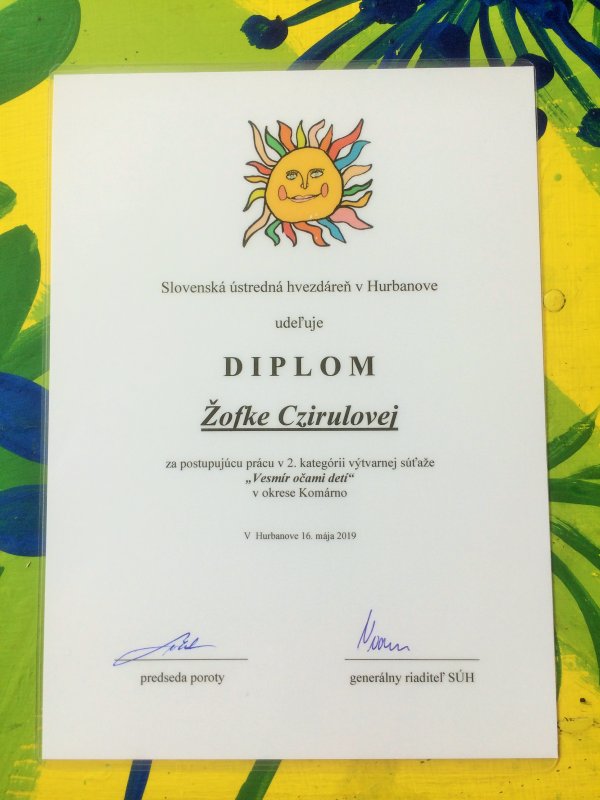 Slovenská ústredná hvezdáreň v Hurbanove
udeľuje
DIPLOM
Žofke Czirulovej
za postupujúcu prácu v 2. kategórii výtvarnej súťaže
„Vesmír očami detí“
v okrese Komárno
V Hurbanove 16. mája 2019
predseda poroty
generálny riaditeľ SÚH